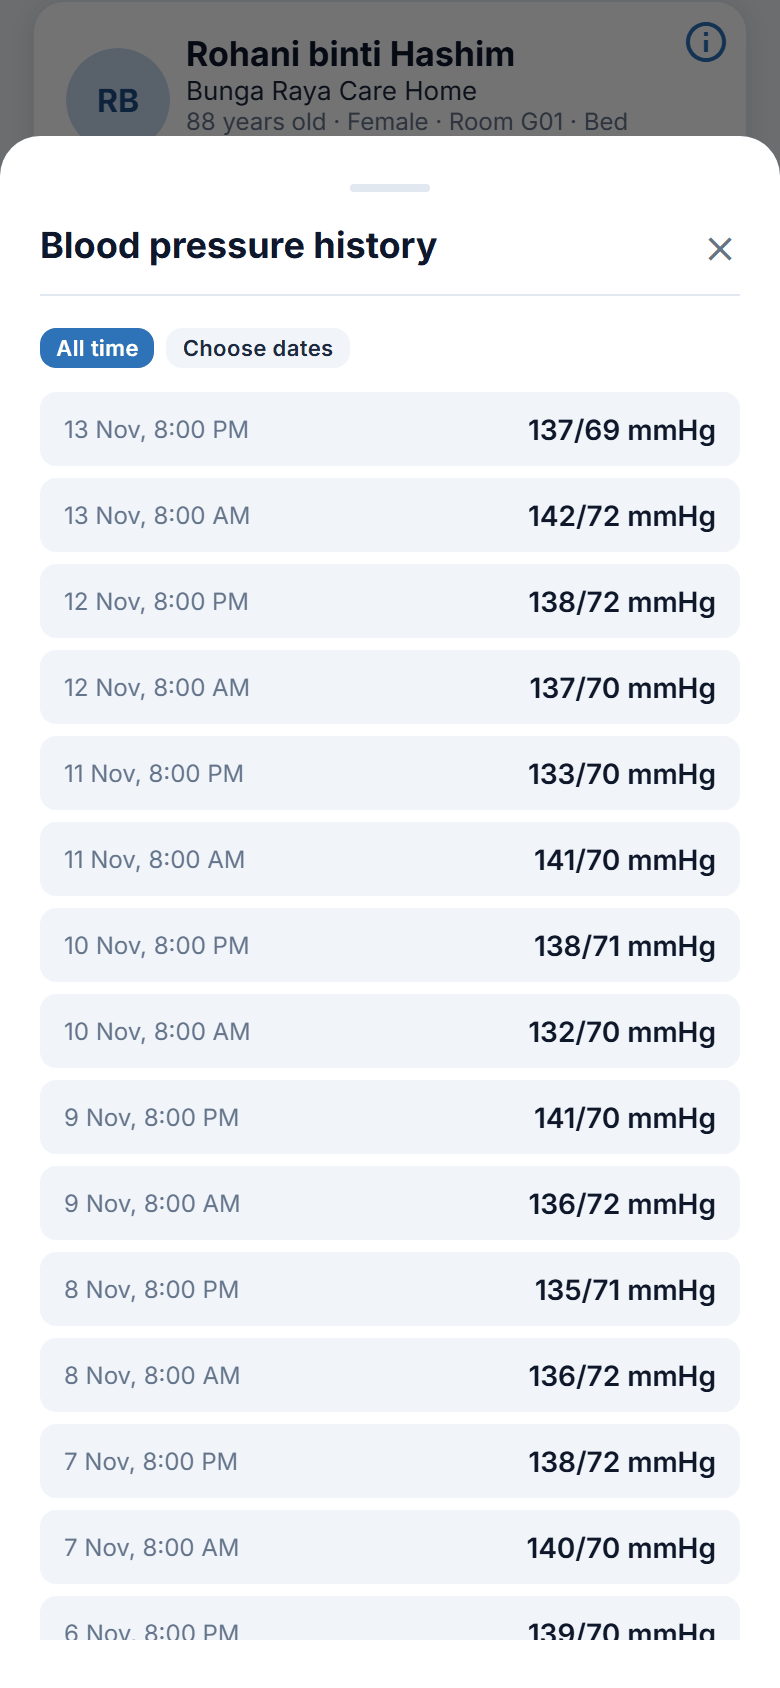 RB
Rohani binti Hashim
Bunga Raya Care Home
88 years old · Female · Room G01 · Bed
Blood pressure history
All time
Choose dates
13 Nov, 8:00 PM 137/69 mmHg
13 Nov, 8:00 AM 142/72 mmHg
12 Nov, 8:00 PM 138/72 mmHg
12 Nov, 8:00 AM 137/70 mmHg
11 Nov, 8:00 PM 133/70 mmHg
11 Nov, 8:00 AM 141/70 mmHg
10 Nov, 8:00 PM 138/71 mmHg
10 Nov, 8:00 AM 132/70 mmHg
9 Nov, 8:00 PM 141/70 mmHg
9 Nov, 8:00 AM 136/72 mmHg
8 Nov, 8:00 PM 135/71 mmHg
8 Nov, 8:00 AM 136/72 mmHg
7 Nov, 8:00 PM 138/72 mmHg
7 Nov, 8:00 AM 140/70 mmHg
6 Nov, 8:00 PM 139/70 mmHg